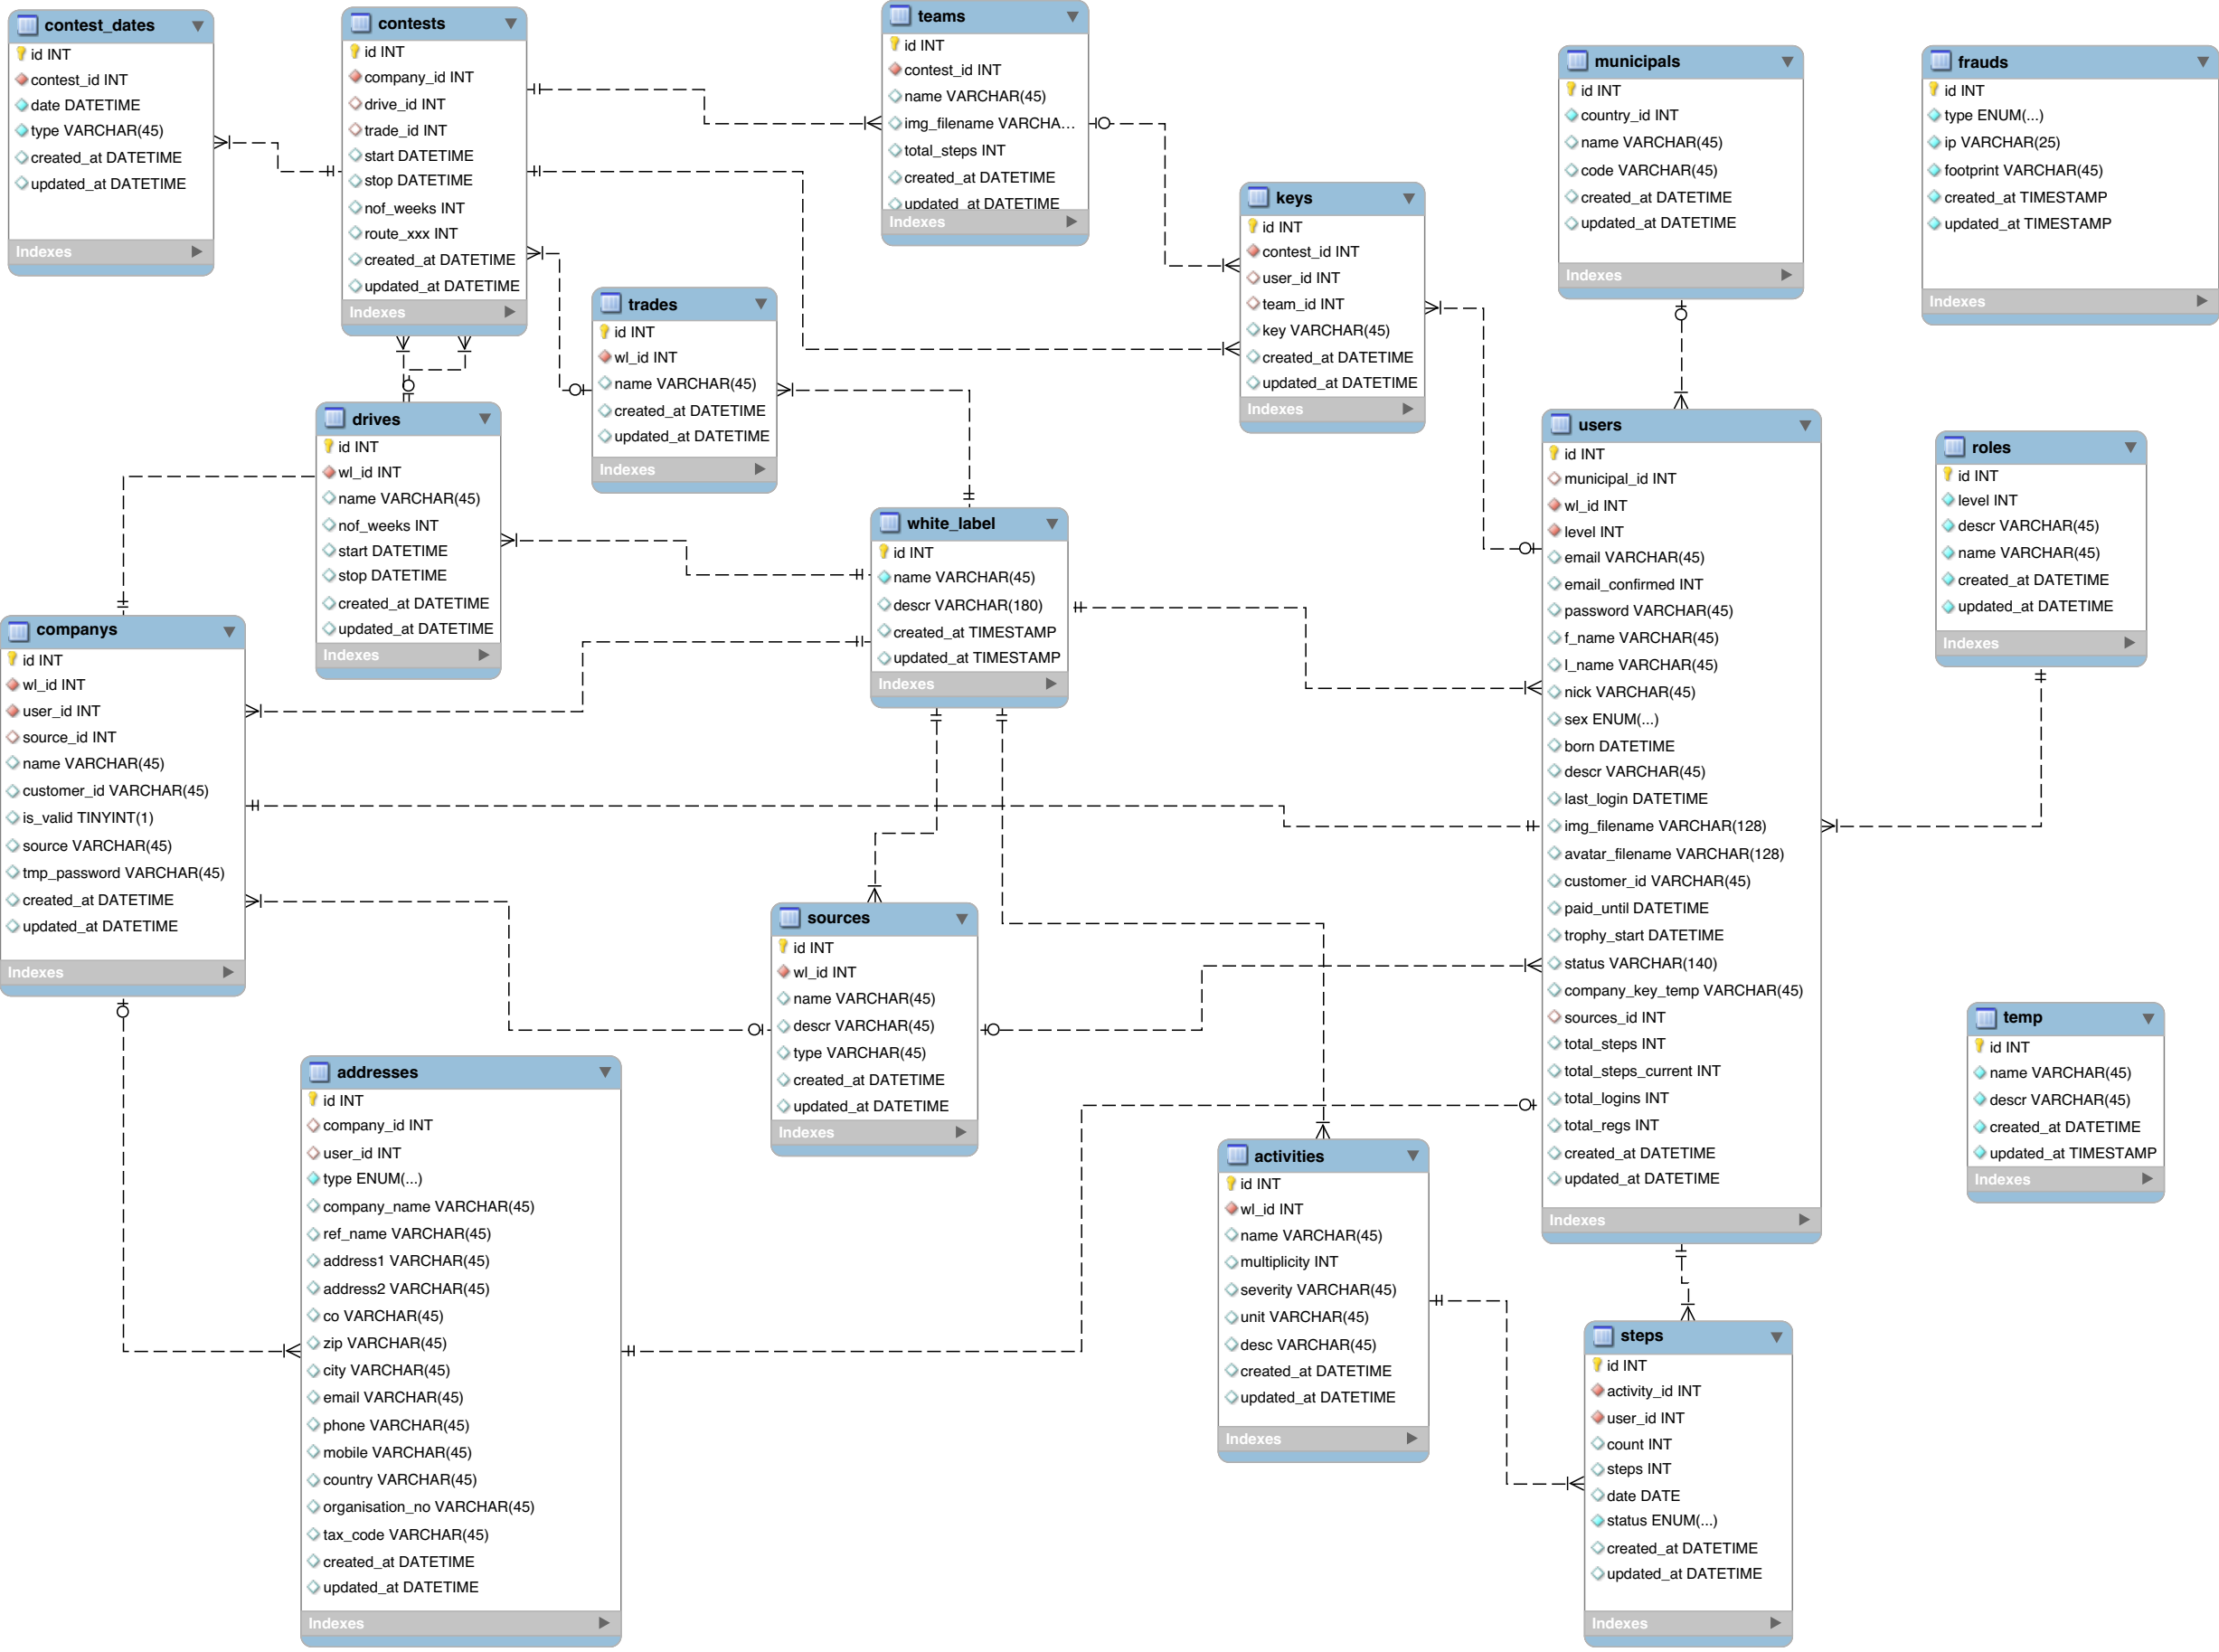 contest_dates
id INT
contest_id INT
date DATETIME
type VARCHAR(45)
created_at DATETIME
updated_at DATETIME
Indexes
contests
id INT
company_id INT
drive_id INT
trade_id INT
start DATETIME
stop DATETIME
nof_weeks INT
route_xxx INT
created_at DATETIME
updated_at DATETIME
Indexes
teams
id INT
contest_id INT
name VARCHAR(45)
img_filename VARCHA...
total_steps INT
created_at DATETIME
updated_at DATETIME
Indexes
municipals
id INT
country_id INT
name VARCHAR(45)
code VARCHAR(45)
created_at DATETIME
updated_at DATETIME
Indexes
frauds
id INT
type ENUM(...)
ip VARCHAR(25)
footprint VARCHAR(45)
created_at TIMESTAMP
updated_at TIMESTAMP
Indexes
keys
id INT
contest_id INT
user_id INT
team_id INT
key VARCHAR(45)
created_at DATETIME
updated_at DATETIME
Indexes
trades
id INT
wl_id INT
name VARCHAR(45)
created_at DATETIME
updated_at DATETIME
Indexes
drives
id INT
wl_id INT
name VARCHAR(45)
nof_weeks INT
start DATETIME
stop DATETIME
created_at DATETIME
updated_at DATETIME
Indexes
white_label
id INT
name VARCHAR(45)
descr VARCHAR(180)
created_at TIMESTAMP
updated_at TIMESTAMP
Indexes
users
id INT
municipal_id INT
wl_id INT
level INT
email VARCHAR(45)
email_confirmed INT
password VARCHAR(45)
f_name VARCHAR(45)
l_name VARCHAR(45)
nick VARCHAR(45)
sex ENUM(...)
born DATETIME
descr VARCHAR(45)
last_login DATETIME
img_filename VARCHAR(128)
avatar_filename VARCHAR(128)
customer_id VARCHAR(45)
paid_until DATETIME
trophy_start DATETIME
status VARCHAR(140)
company_key_temp VARCHAR(45)
sources_id INT
total_steps INT
total_steps_current INT
total_logins INT
total_regs INT
created_at DATETIME
updated_at DATETIME
Indexes
roles
id INT
level INT
descr VARCHAR(45)
name VARCHAR(45)
created_at DATETIME
updated_at DATETIME
Indexes
companys
id INT
wl_id INT
user_id INT
source_id INT
name VARCHAR(45)
customer_id VARCHAR(45)
is_valid TINYINT(1)
source VARCHAR(45)
tmp_password VARCHAR(45)
created_at DATETIME
updated_at DATETIME
Indexes
sources
id INT
wl_id INT
name VARCHAR(45)
descr VARCHAR(45)
type VARCHAR(45)
created_at DATETIME
updated_at DATETIME
Indexes
temp
id INT
name VARCHAR(45)
descr VARCHAR(45)
created_at DATETIME
updated_at TIMESTAMP
Indexes
addresses
id INT
company_id INT
user_id INT
type ENUM(...)
company_name VARCHAR(45)
ref_name VARCHAR(45)
address1 VARCHAR(45)
address2 VARCHAR(45)
co VARCHAR(45)
zip VARCHAR(45)
city VARCHAR(45)
email VARCHAR(45)
phone VARCHAR(45)
mobile VARCHAR(45)
country VARCHAR(45)
organisation_no VARCHAR(45)
tax_code VARCHAR(45)
created_at DATETIME
updated_at DATETIME
Indexes
activities
id INT
wl_id INT
name VARCHAR(45)
multiplicity INT
severity VARCHAR(45)
unit VARCHAR(45)
desc VARCHAR(45)
created_at DATETIME
updated_at DATETIME
Indexes
steps
id INT
activity_id INT
user_id INT
count INT
steps INT
date DATE
status ENUM(...)
created_at DATETIME
updated_at DATETIME
Indexes